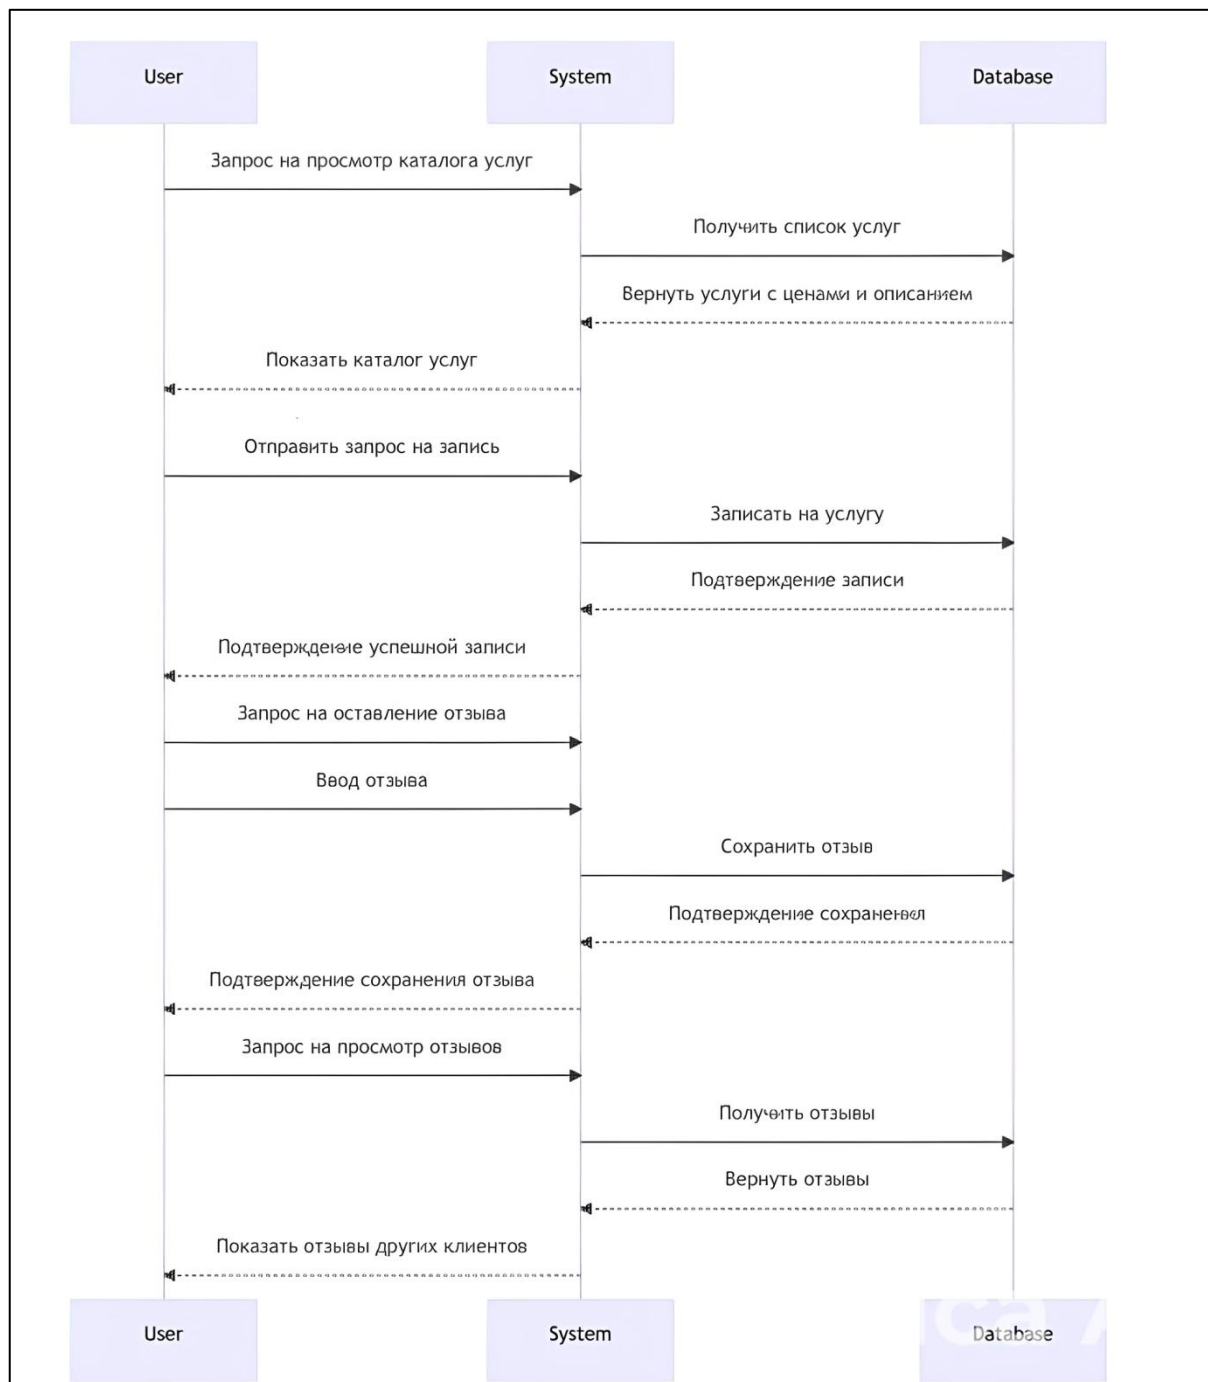 User
System
Database
Запрос на просмотр каталога услуг
Получить список услуг
Вернуть услуги с ценами и описанием
Показать каталог услуг
Отправить запрос на запись
Записать на услугу
Подтверждение записи
Подтверждение успешной записи
Запрос на оставление отзыва
Ввод отзыва
Сохранить отзыв
Подтверждение сохранения
Подтверждение сохранения отзыва
Запрос на просмотр отзывов
Получить отзывы
Вернуть отзывы
Показать отзывы других клиентов
User
System
Database